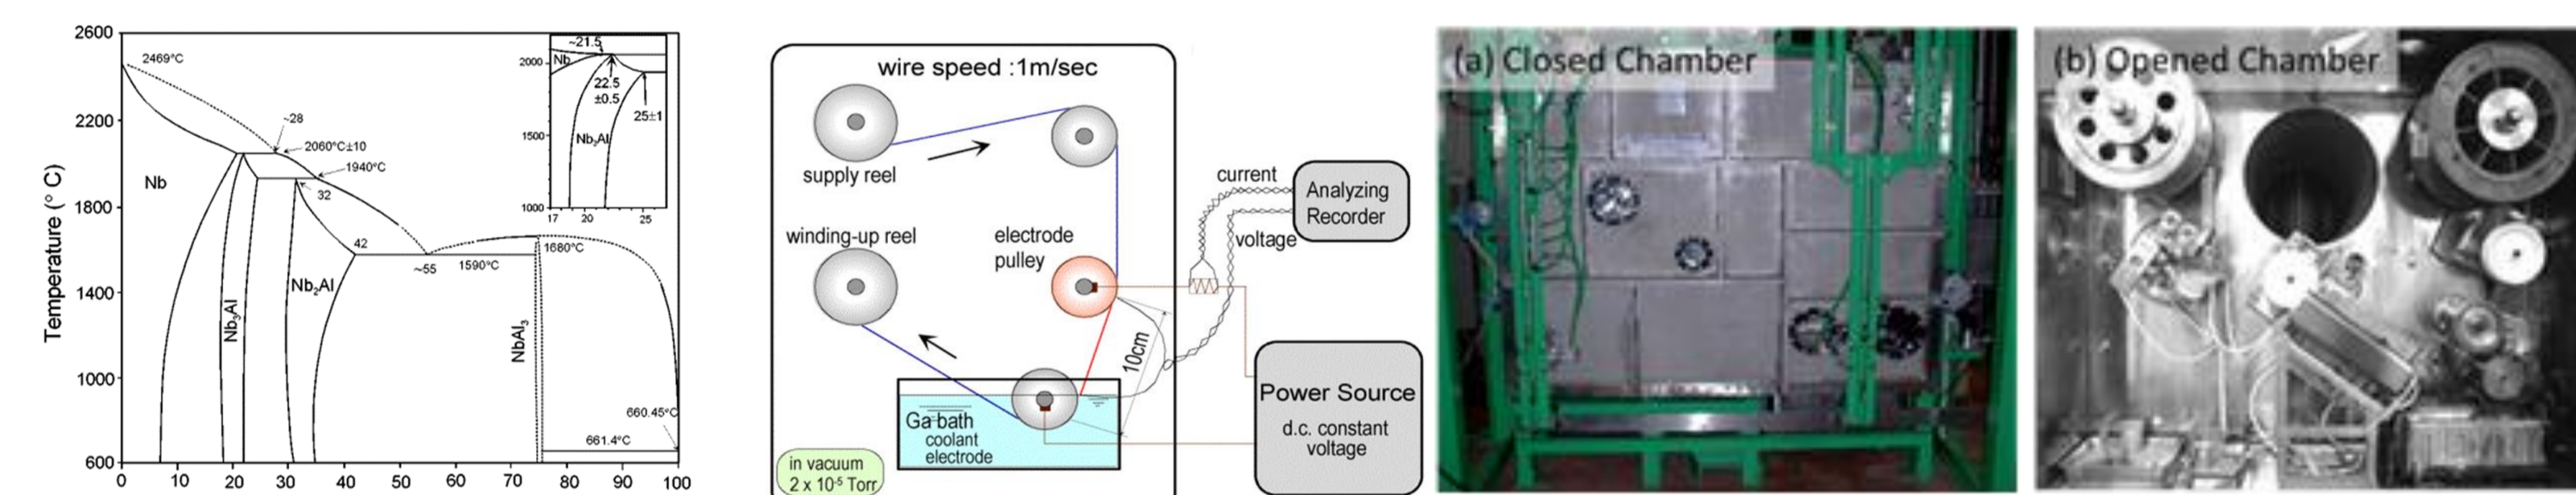 2600
2200
1800
1400
1000
600
Temperature (° C)
0
10
20
30
40
50
60
70
80
90
100
2469°C
~28
2060°C±10
1940°C
32
42
~55
1590°C
1680°C
660.45°C
661.4°C
Nb
Nb₃Al
Nb₂Al
NbAl₃
2000
1500
1000
17
20
25
~21.5
Nb
22.5
±0.5
25±1
Nb₂Al
wire speed :1m/sec
supply reel
winding-up reel
electrode
pulley
current
voltage
Analyzing
Recorder
10cm
Ga bath
coolant
electrode
in vacuum
2 x 10⁻⁵ Torr
Power Source
d.c. constant
voltage
(a) Closed Chamber
(b) Opened Chamber